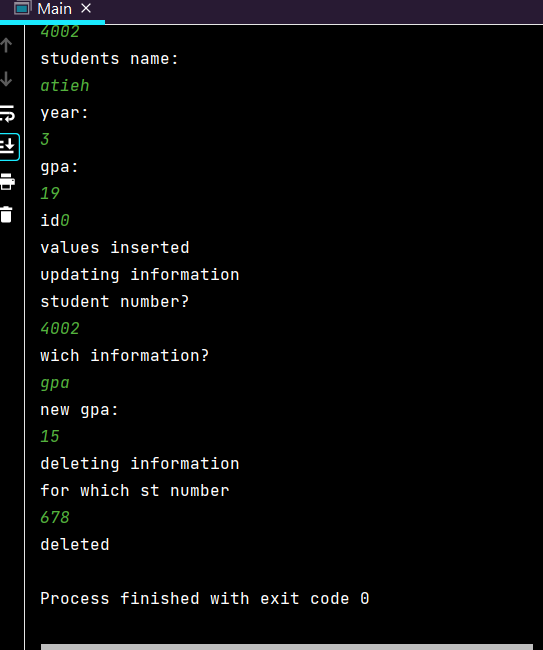 Main
4002
students name:
atieh
year:
3
gpa:
19
id0
values inserted
updating information
student number?
4002
wich information?
gpa
new gpa:
15
deleting information
for which st number
678
deleted
Process finished with exit code 0